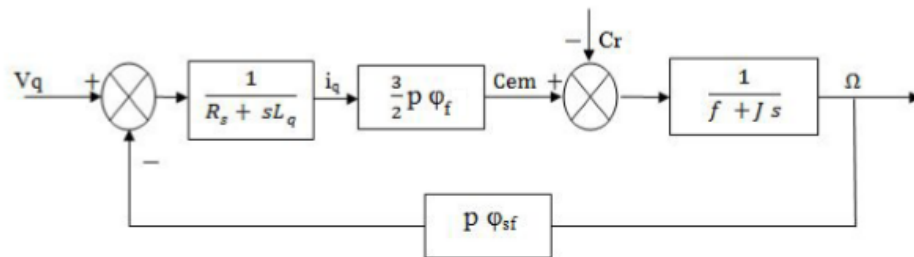 − Cr
Vq + 1 / R_s + sL_q i_q 3/2 p φ_f Cem + 1 / f + J s Ω
−
p φ_sf